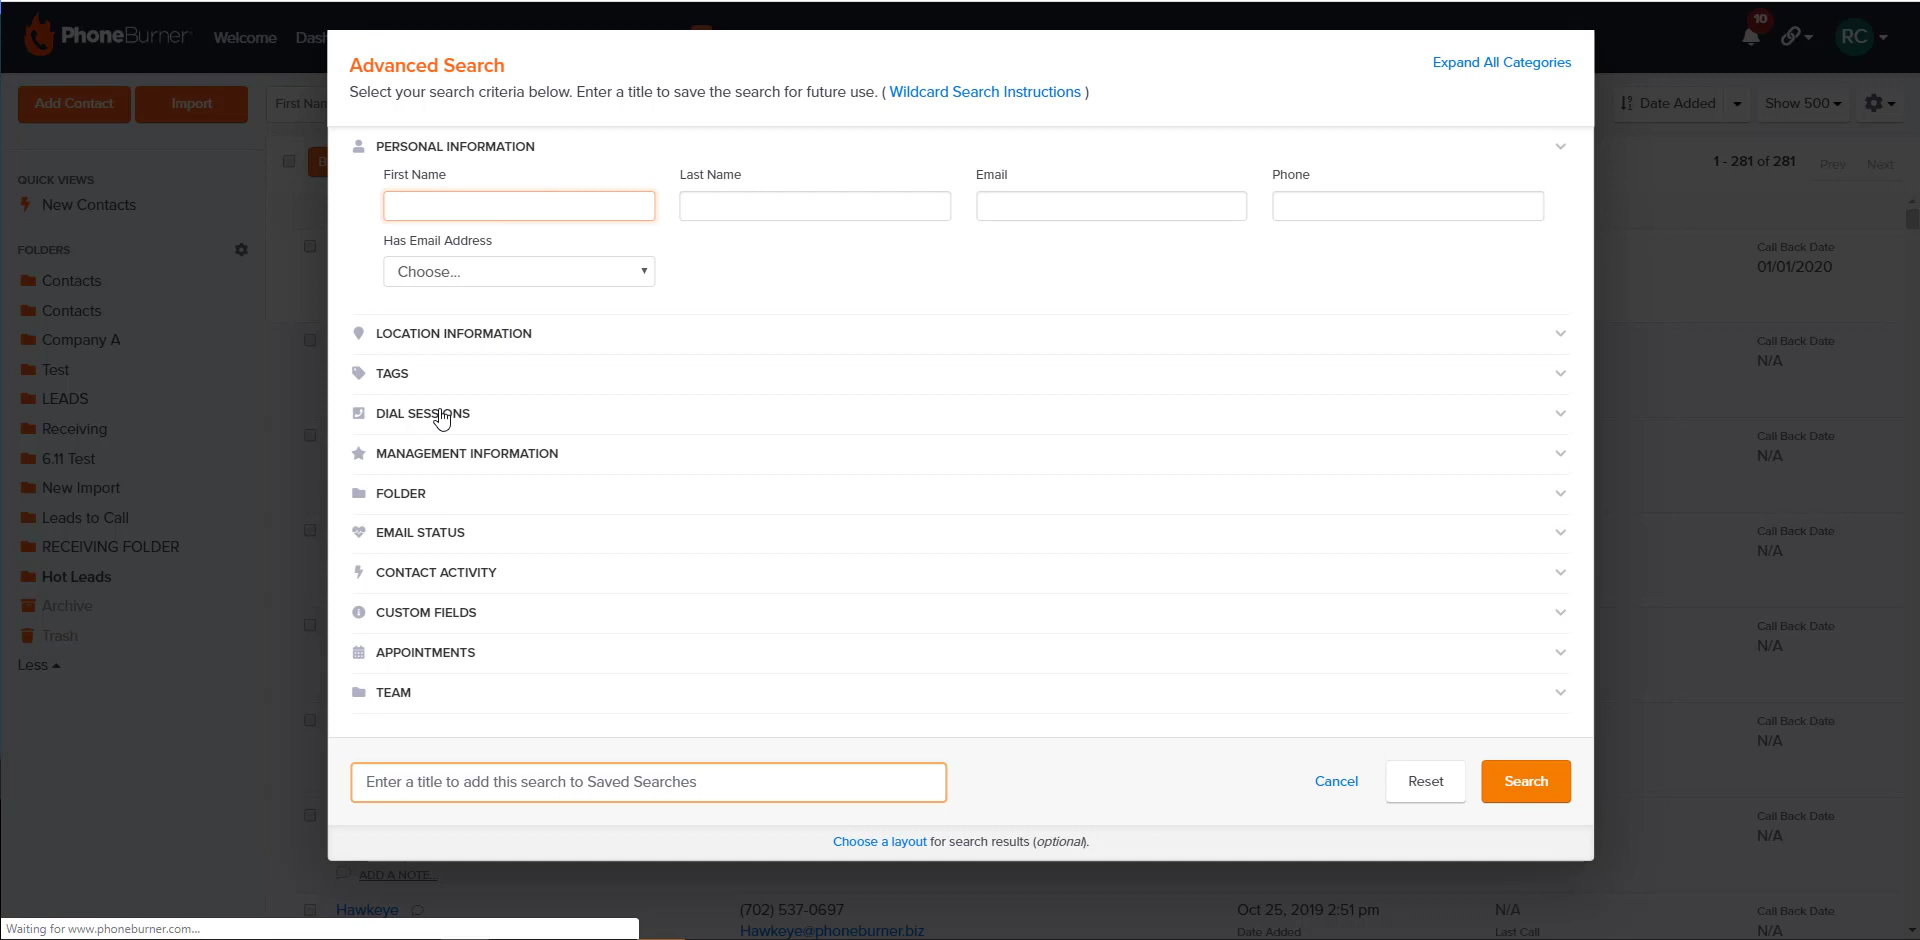 PhoneBurner Welcome
10
RC
Advanced Search
Expand All Categories
Select your search criteria below. Enter a title to save the search for future use. ( Wildcard Search Instructions )
Add Contact Import
Date Added Show 500
PERSONAL INFORMATION
First Name Last Name Email Phone
Has Email Address
Choose...
LOCATION INFORMATION
TAGS
DIAL SESSIONS
MANAGEMENT INFORMATION
FOLDER
EMAIL STATUS
CONTACT ACTIVITY
CUSTOM FIELDS
APPOINTMENTS
TEAM
Enter a title to add this search to Saved Searches
Cancel Reset Search
Choose a layout for search results (optional).
QUICK VIEWS
New Contacts
FOLDERS
Contacts
Contacts
Company A
Test
LEADS
Receiving
6.11 Test
New Import
Leads to Call
RECEIVING FOLDER
Hot Leads
Archive
Trash
Less
1 - 281 of 281 Prev Next
Call Back Date
01/01/2020
Call Back Date
N/A
Call Back Date
N/A
Call Back Date
N/A
Call Back Date
N/A
Call Back Date
N/A
Call Back Date
N/A
ADD A NOTE...
Hawkeye (702) 537-0697 Oct 25, 2019 2:51 pm N/A Call Back Date
Hawkeye@phoneburner.biz Date Added Last Call N/A
Waiting for www.phoneburner.com...